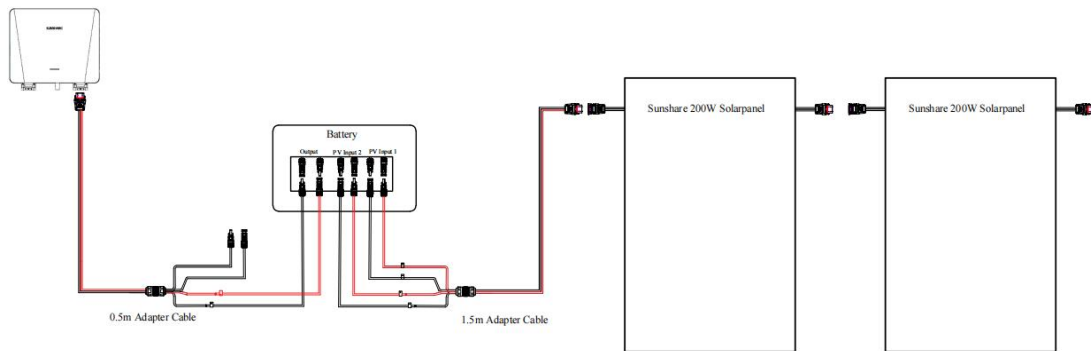 SUNSHARE
Sunshare 200W Solarpanel
Sunshare 200W Solarpanel
Battery
Output
PV Input 2
PV Input 1
0.5m Adapter Cable
1.5m Adapter Cable